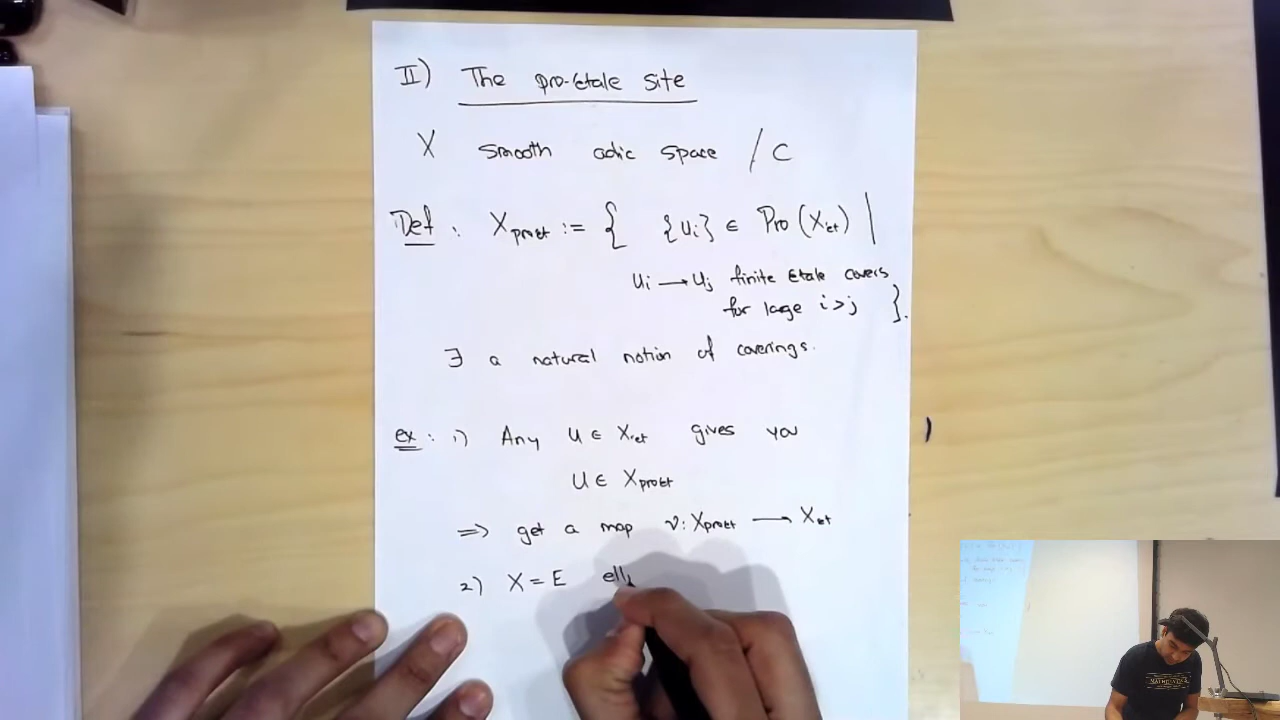 II) The pro-étale site
X smooth adic space / C
Def : X_proét := { {U_i} ∈ Pro(X_ét) |
U_i → U_j finite étale covers
for large i > j }.
∃ a natural notion of coverings.
ex : 1) Any U ∈ X_ét gives you
U ∈ X_proét
⇒ get a map ν: X_proét → X_ét
2) X = E ell